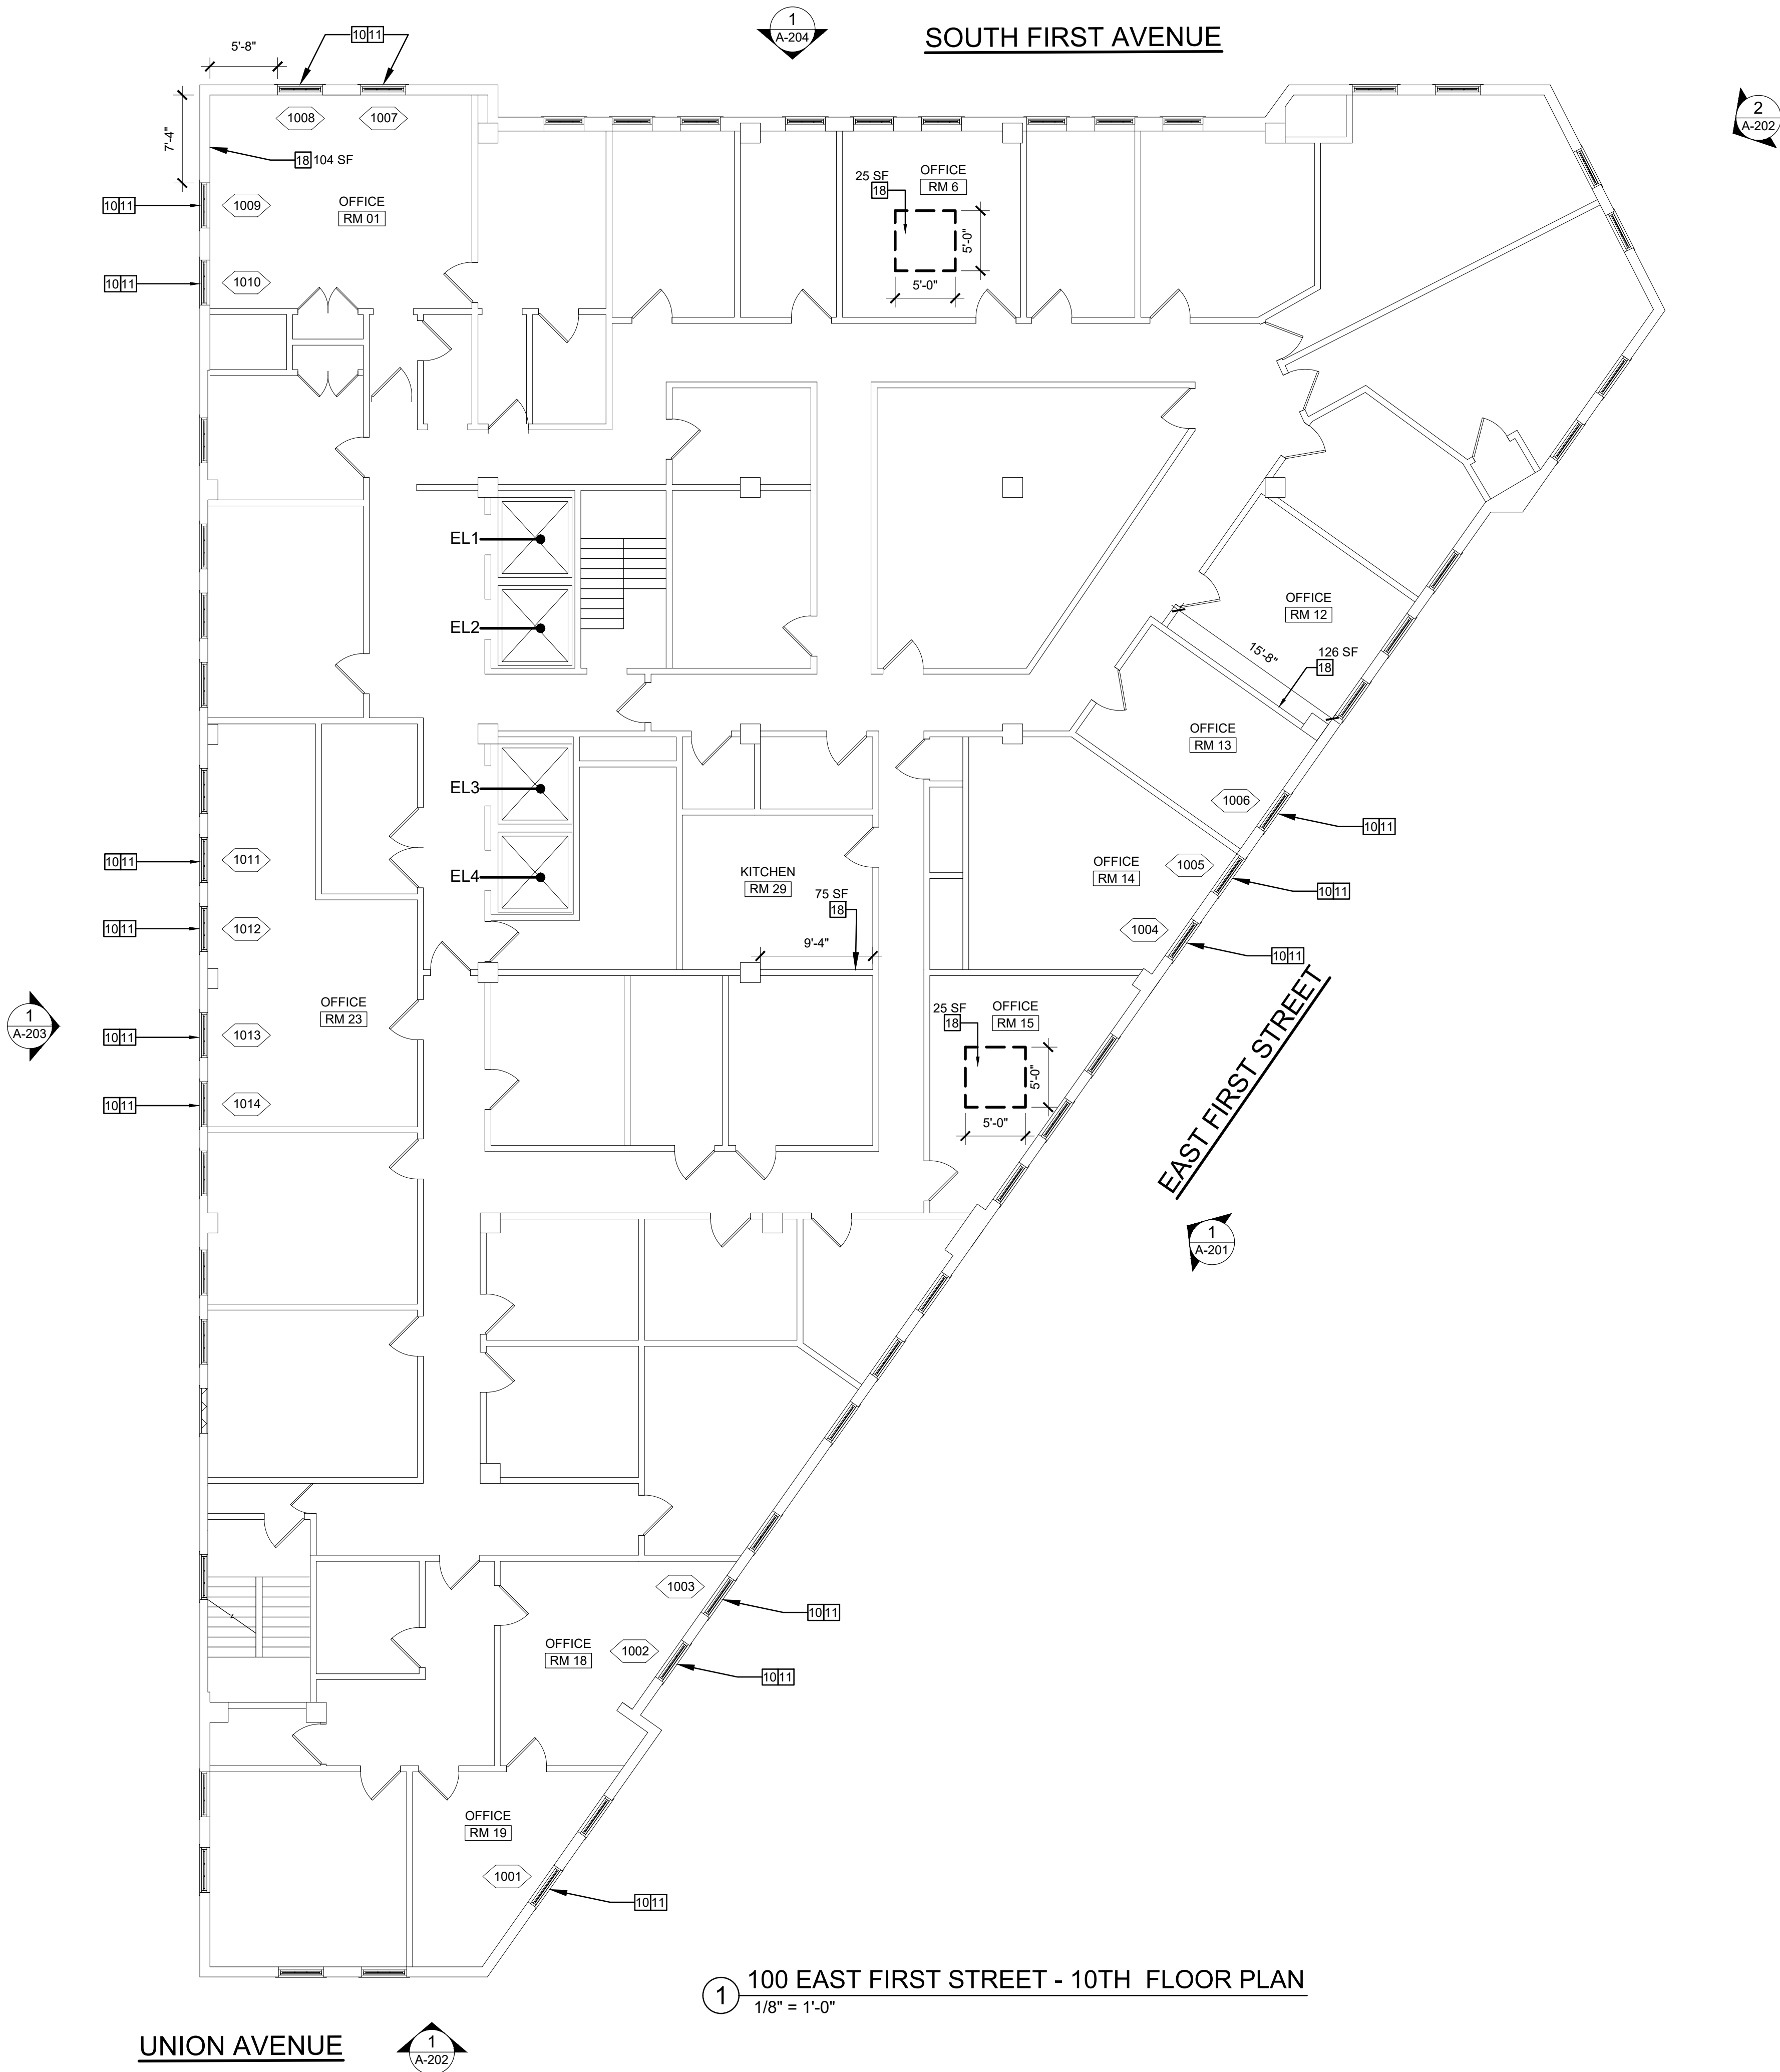 1
A-204
SOUTH FIRST AVENUE
10 11
5'-8"
2
A-202
1008
1007
7'-4"
18 104 SF
OFFICE
RM 01
10 11
1009
10 11
1010
25 SF
18
OFFICE
RM 6
5'-0"
5'-0"
EL1
EL2
OFFICE
RM 12
15'-8"
126 SF
18
OFFICE
RM 13
EL3
1006
10 11
10 11
1011
EL4
KITCHEN
RM 29
75 SF
18
9'-4"
OFFICE
RM 14
1005
10 11
10 11
1012
1004
10 11
1
A-203
OFFICE
RM 23
10 11
1013
25 SF
18
OFFICE
RM 15
5'-0"
5'-0"
EAST FIRST STREET
10 11
1014
1
A-201
1003
10 11
OFFICE
RM 18
1002
10 11
OFFICE
RM 19
1001
10 11
1
100 EAST FIRST STREET - 10TH FLOOR PLAN
1/8" = 1'-0"
UNION AVENUE
1
A-202